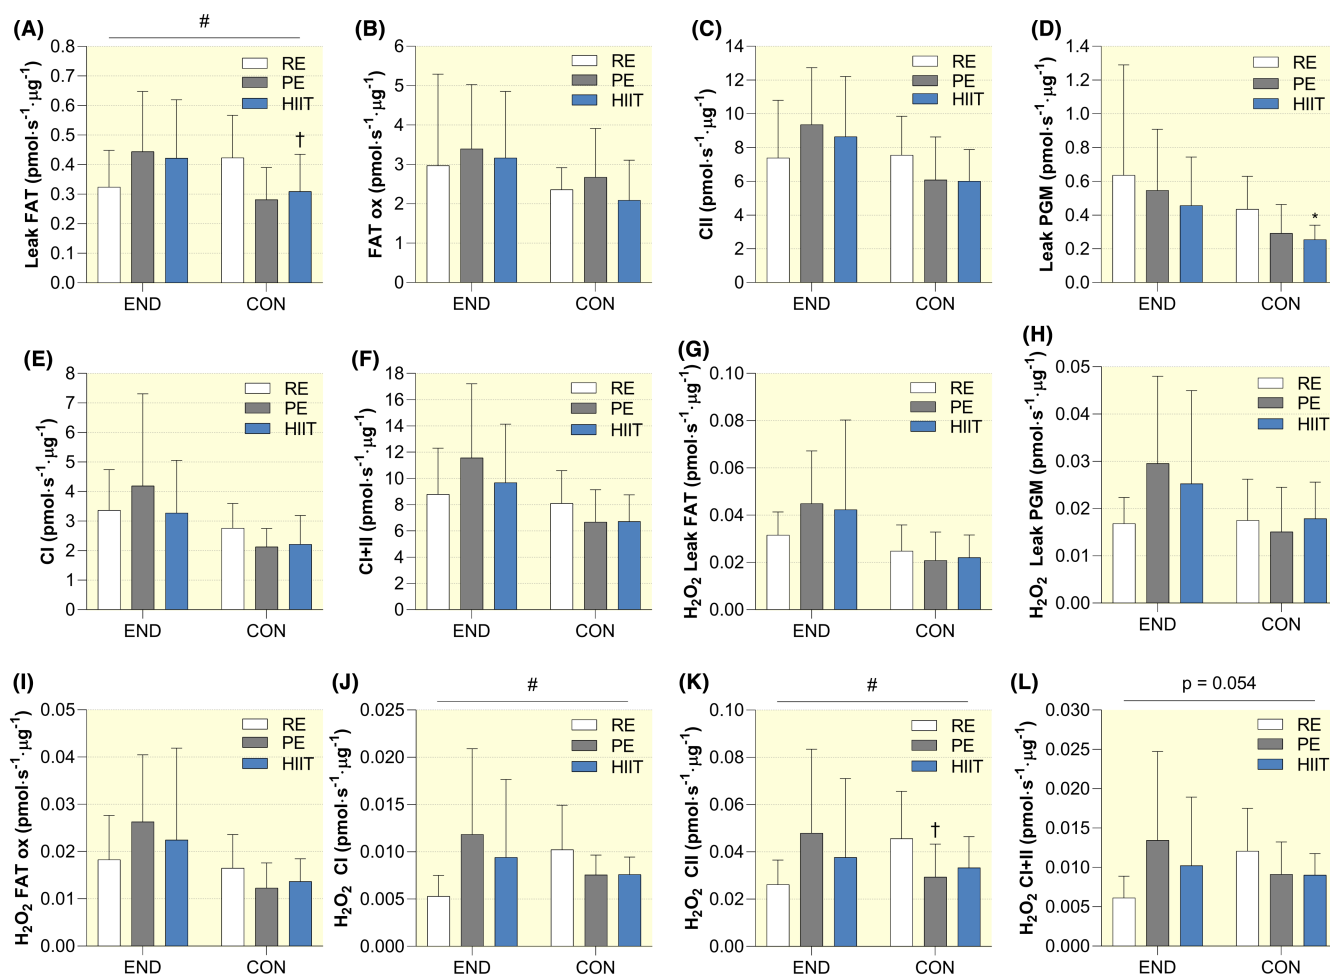 (A)
#
Leak FAT (pmol·s⁻¹·µg⁻¹)
0.8
0.7
0.6
0.5
0.4
0.3
0.2
0.1
0.0
RE
PE
HIIT
†
END
CON
(B)
FAT ox (pmol·s⁻¹·µg⁻¹)
6
5
4
3
2
1
0
RE
PE
HIIT
END
CON
(C)
CII (pmol·s⁻¹·µg⁻¹)
14
12
10
8
6
4
2
0
RE
PE
HIIT
END
CON
(D)
Leak PGM (pmol·s⁻¹·µg⁻¹)
1.4
1.2
1.0
0.8
0.6
0.4
0.2
0.0
RE
PE
HIIT
*
END
CON
(E)
CI (pmol·s⁻¹·µg⁻¹)
8
7
6
5
4
3
2
1
0
RE
PE
HIIT
END
CON
(F)
CI+II (pmol·s⁻¹·µg⁻¹)
18
16
14
12
10
8
6
4
2
0
RE
PE
HIIT
END
CON
(G)
H₂O₂ Leak FAT (pmol·s⁻¹·µg⁻¹)
0.10
0.08
0.06
0.04
0.02
0.00
RE
PE
HIIT
END
CON
(H)
H₂O₂ Leak PGM (pmol·s⁻¹·µg⁻¹)
0.05
0.04
0.03
0.02
0.01
0.00
RE
PE
HIIT
END
CON
(I)
H₂O₂ FAT ox (pmol·s⁻¹·µg⁻¹)
0.05
0.04
0.03
0.02
0.01
0.00
RE
PE
HIIT
END
CON
(J)
#
H₂O₂ CI (pmol·s⁻¹·µg⁻¹)
0.025
0.020
0.015
0.010
0.005
0.000
RE
PE
HIIT
END
CON
(K)
#
H₂O₂ CII (pmol·s⁻¹·µg⁻¹)
0.10
0.08
0.06
0.04
0.02
0.00
RE
PE
HIIT
†
END
CON
(L)
p = 0.054
H₂O₂ CI+II (pmol·s⁻¹·µg⁻¹)
0.030
0.025
0.020
0.015
0.010
0.005
0.000
RE
PE
HIIT
END
CON